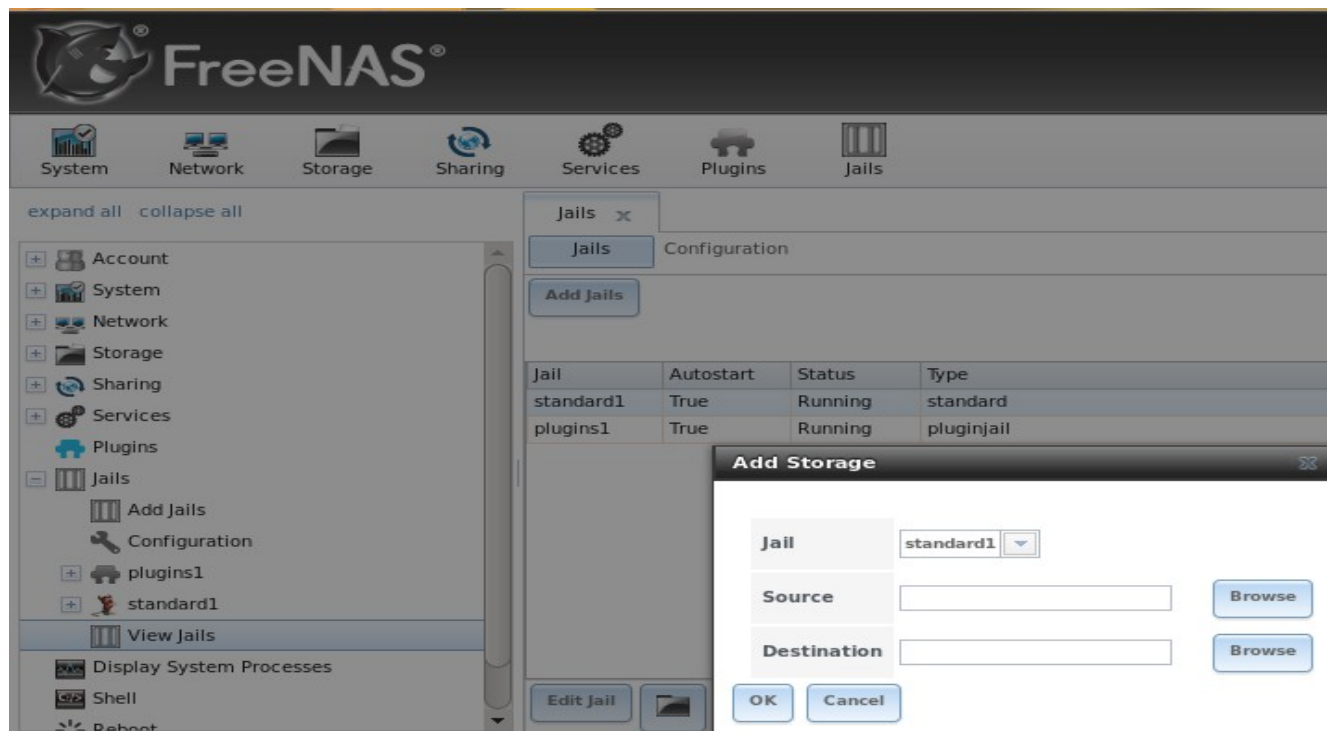 FreeNAS®
System Network Storage Sharing Services Plugins Jails
expand all collapse all
Account
System
Network
Storage
Sharing
Services
Plugins
Jails
Add Jails
Configuration
plugins1
standard1
View Jails
Display System Processes
Shell
Reboot
Jails x
Jails Configuration
Add Jails
Jail Autostart Status Type
standard1 True Running standard
plugins1 True Running pluginjail
Add Storage
Jail standard1
Source Browse
Destination Browse
OK Cancel
Edit Jail